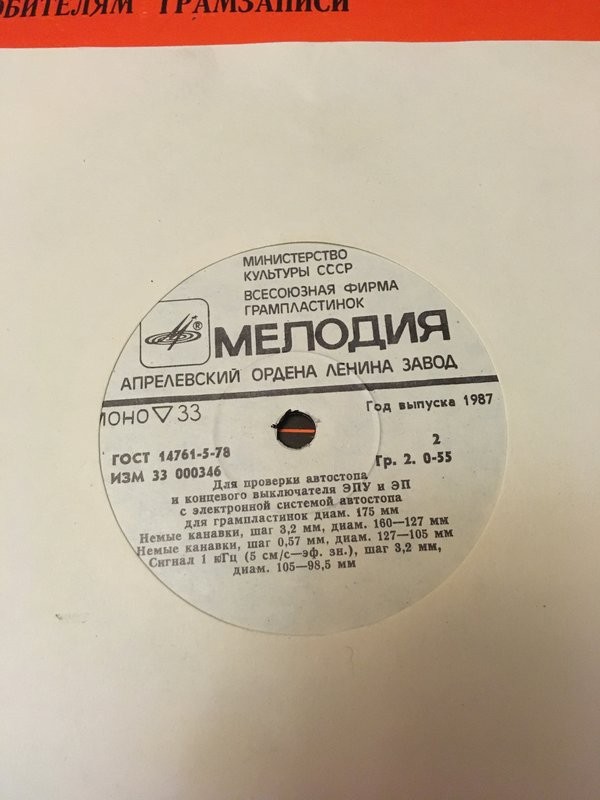 ОБИТЕЛЯМ ГРАМЗАПИСИ
МИНИСТЕРСТВО
КУЛЬТУРЫ СССР
ВСЕСОЮЗНАЯ ФИРМА
ГРАМПЛАСТИНОК
® МЕЛОДИЯ
АПРЕЛЕВСКИЙ ОРДЕНА ЛЕНИНА ЗАВОД
МОНО 33
Год выпуска 1987
ГОСТ 14761-5-78
2
ИЗМ 33 000346
Гр. 2. 0-55
Для проверки автостопа
и концевого выключателя ЭПУ и ЭП
с электронной системой автостопа
для грампластинок диам. 175 мм
Немые канавки, шаг 3,2 мм, диам. 160—127 мм
Немые канавки, шаг 0,57 мм, диам. 127—105 мм
Сигнал 1 кГц (5 см/с—эф. зн.), шаг 3,2 мм,
диам. 105—98,5 мм